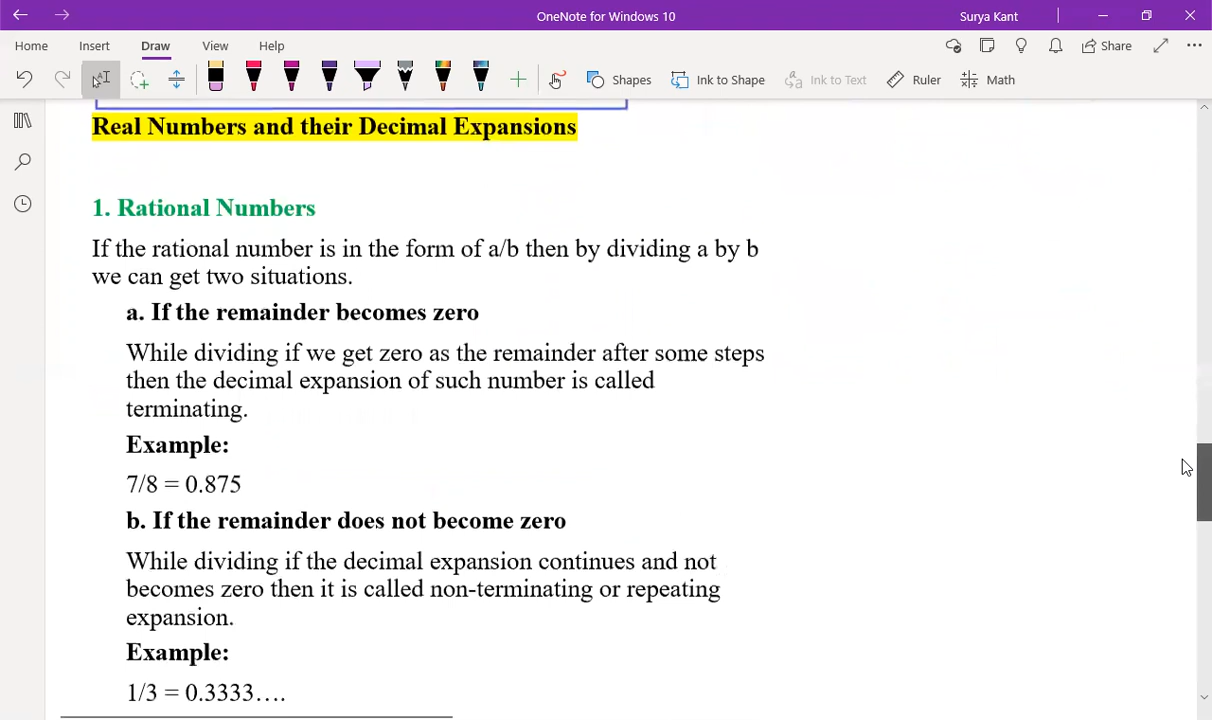 OneNote for Windows 10
Surya Kant
Home Insert Draw View Help
Share
Shapes Ink to Shape Ink to Text Ruler Math
Real Numbers and their Decimal Expansions
1. Rational Numbers
If the rational number is in the form of a/b then by dividing a by b
we can get two situations.
a. If the remainder becomes zero
While dividing if we get zero as the remainder after some steps
then the decimal expansion of such number is called
terminating.
Example:
7/8 = 0.875
b. If the remainder does not become zero
While dividing if the decimal expansion continues and not
becomes zero then it is called non-terminating or repeating
expansion.
Example:
1/3 = 0.3333….